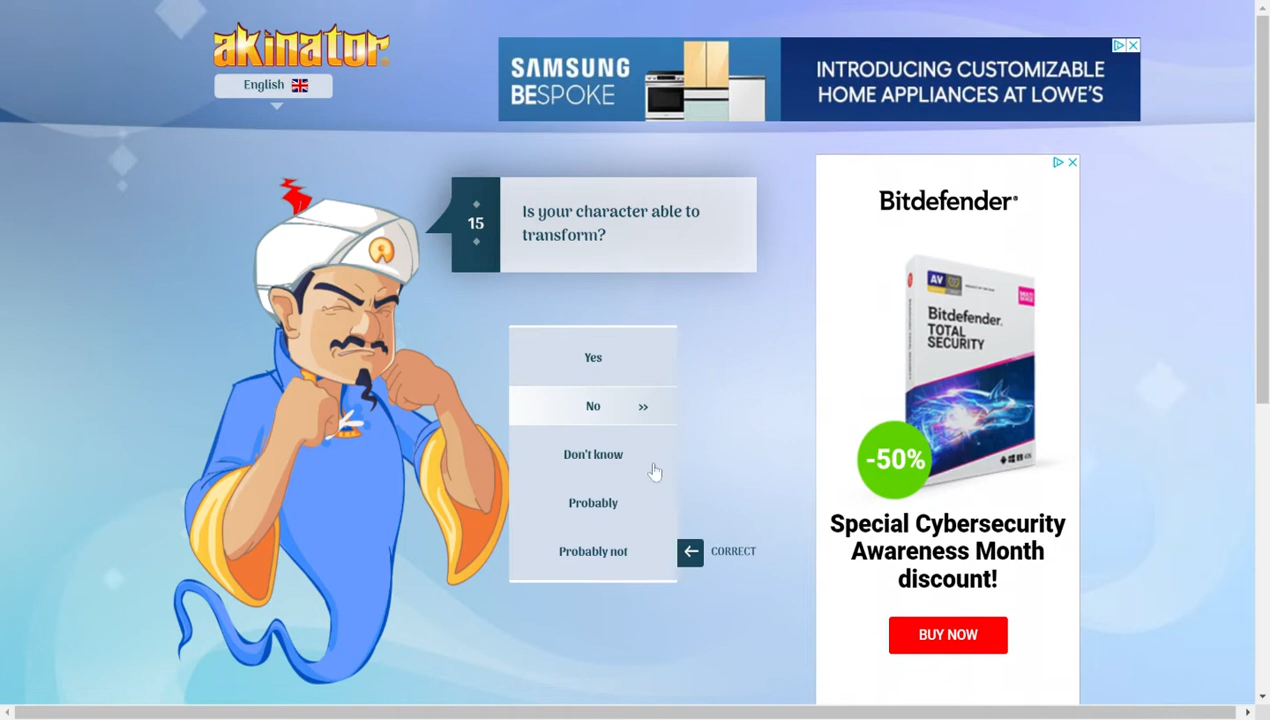 akinator
English
SAMSUNG
BESPOKE
INTRODUCING CUSTOMIZABLE
HOME APPLIANCES AT LOWE'S
15
Is your character able to
transform?
Yes
No »
Don't know
Probably
Probably not
CORRECT
Bitdefender®
AV
Bitdefender
TOTAL
SECURITY
-50%
Special Cybersecurity
Awareness Month
discount!
BUY NOW